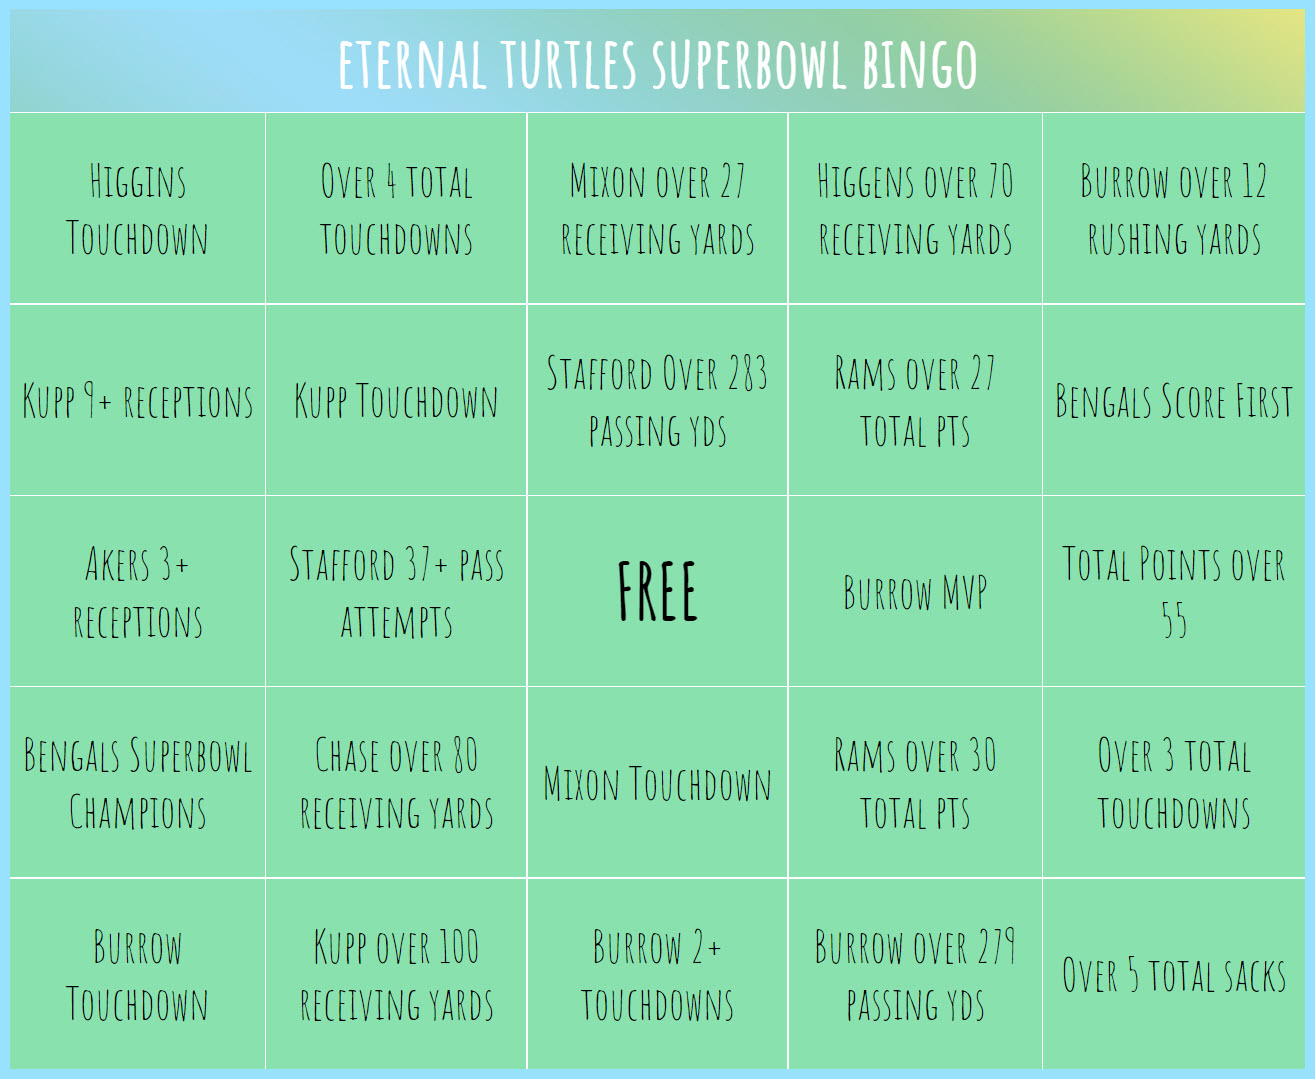 ETERNAL TURTLES SUPERBOWL BINGO
HIGGINS
TOUCHDOWN
OVER 4 TOTAL
TOUCHDOWNS
MIXON OVER 27
RECEIVING YARDS
HIGGENS OVER 70
RECEIVING YARDS
BURROW OVER 12
RUSHING YARDS
KUPP 9+ RECEPTIONS
KUPP TOUCHDOWN
STAFFORD OVER 283
PASSING YDS
RAMS OVER 27
TOTAL PTS
BENGALS SCORE FIRST
AKERS 3+
RECEPTIONS
STAFFORD 37+ PASS
ATTEMPTS
FREE
BURROW MVP
TOTAL POINTS OVER
55
BENGALS SUPERBOWL
CHAMPIONS
CHASE OVER 80
RECEIVING YARDS
MIXON TOUCHDOWN
RAMS OVER 30
TOTAL PTS
OVER 3 TOTAL
TOUCHDOWNS
BURROW
TOUCHDOWN
KUPP OVER 100
RECEIVING YARDS
BURROW 2+
TOUCHDOWNS
BURROW OVER 279
PASSING YDS
OVER 5 TOTAL SACKS